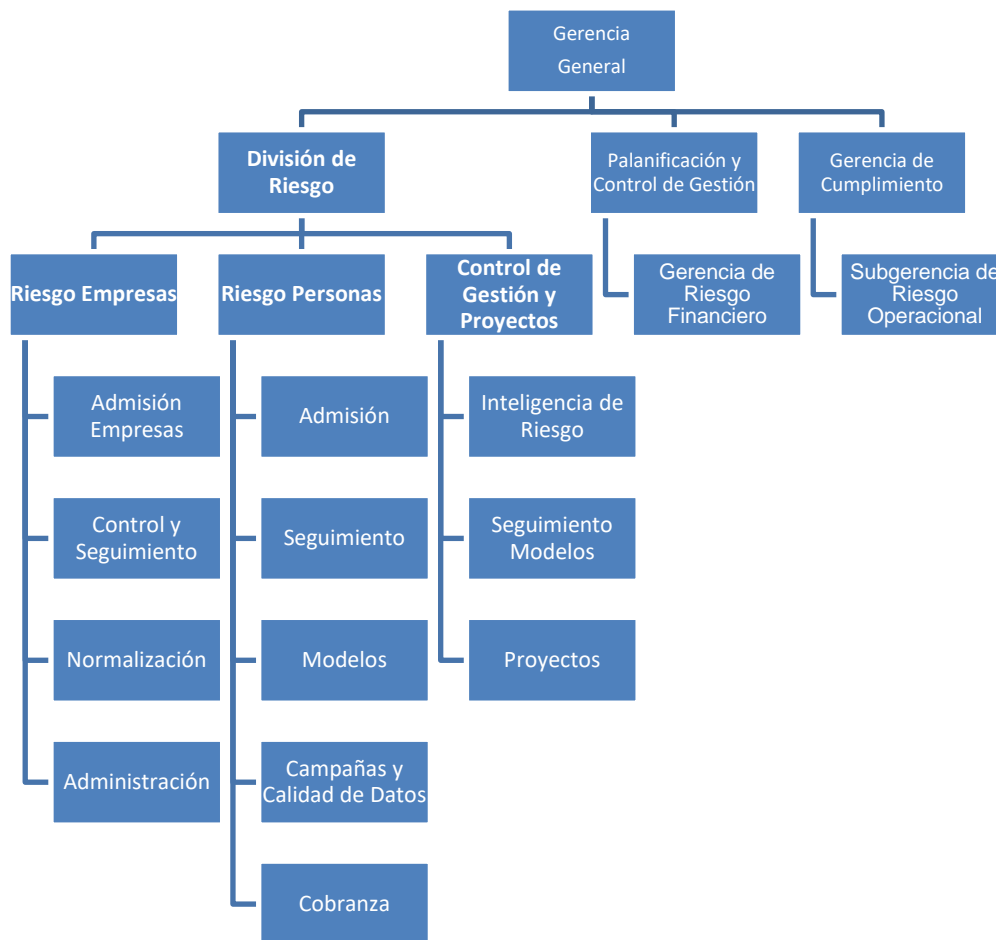 Gerencia
General
División de
Riesgo
Palanificación y
Control de Gestión
Gerencia de
Cumplimiento
Riesgo Empresas
Riesgo Personas
Control de
Gestión y
Proyectos
Gerencia de
Riesgo
Financiero
Subgerencia de
Riesgo
Operacional
Admisión
Empresas
Admisión
Inteligencia de
Riesgo
Control y
Seguimiento
Seguimiento
Seguimiento
Modelos
Normalización
Modelos
Proyectos
Administración
Campañas y
Calidad de Datos
Cobranza